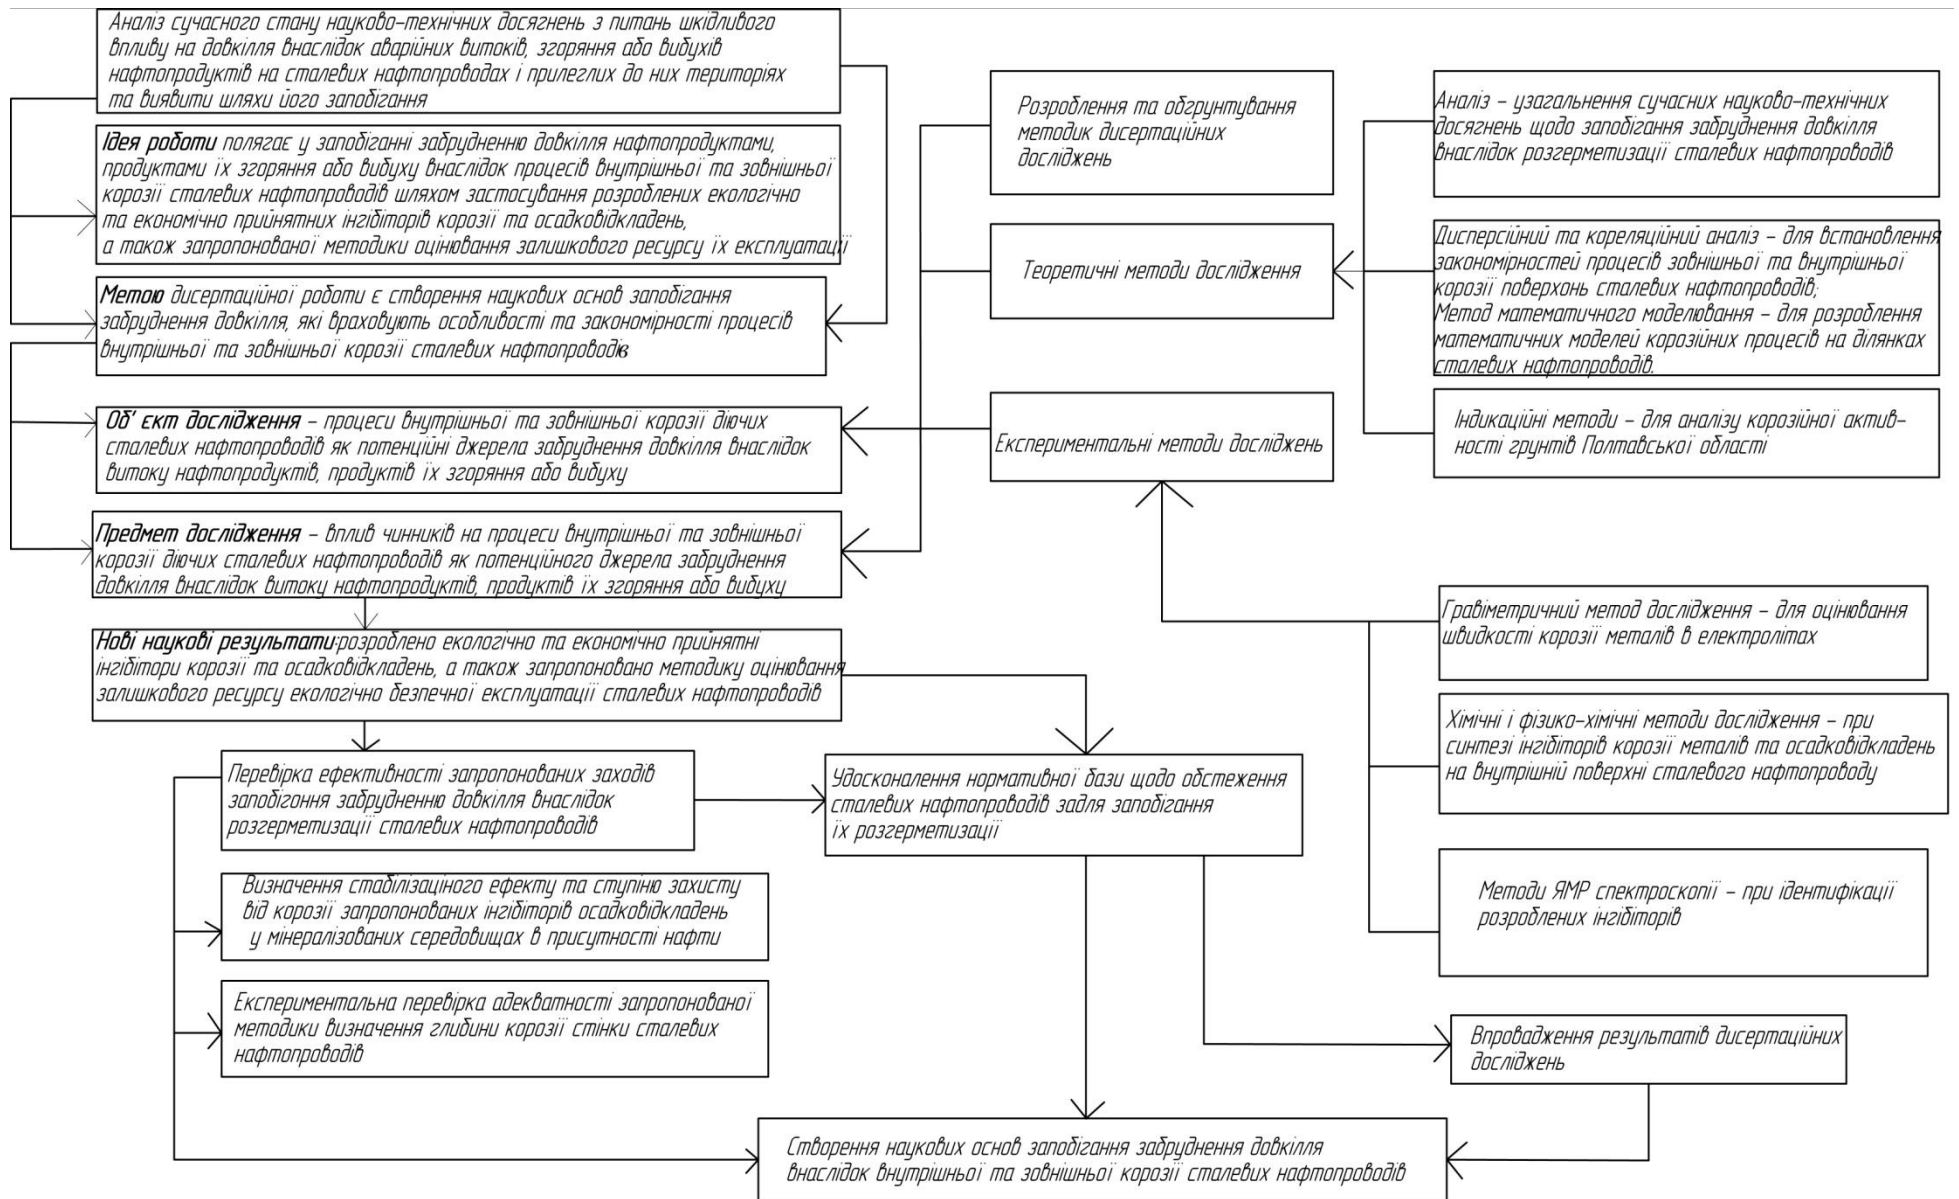 Аналіз сучасного стану науково-технічних досягнень з питань шкідливого
впливу на довкілля внаслідок аварійних витоків, згоряння або вибухів
нафтопродуктів на сталевих нафтопроводах і прилеглих до них територіях
та виявити шляхи його запобігання
Ідея роботи полягає у запобіганні забрудненню довкілля нафтопродуктами,
продуктами їх згоряння або вибуху внаслідок процесів внутрішньої та зовнішньої
корозії сталевих нафтопроводів шляхом застосування розроблених екологічно
та економічно прийнятних інгібіторів корозії та осадковідкладень,
а також запропонованої методики оцінювання залишкового ресурсу їх експлуатації
Метою дисертаційної роботи є створення наукових основ запобігання
забруднення довкілля, які враховують особливості та закономірності процесів
внутрішньої та зовнішньої корозії сталевих нафтопроводів
Об' єкт дослідження – процеси внутрішньої та зовнішньої корозії діючих
сталевих нафтопроводів як потенційні джерела забруднення довкілля внаслідок
витоку нафтопродуктів, продуктів їх згоряння або вибуху
Предмет дослідження – вплив чинників на процеси внутрішньої та зовнішньої
корозії діючих сталевих нафтопроводів як потенційного джерела забруднення
довкілля внаслідок витоку нафтопродуктів, продуктів їх згоряння або вибуху
Нові наукові результати:розроблено екологічно та економічно прийнятні
інгібітори корозії та осадковідкладень, а також запропоновано методику оцінювання
залишкового ресурсу екологічно безпечної експлуатації сталевих нафтопроводів
Перевірка ефективності запропонованих заходів
запобігоння забрудненню довкілля внаслідок
розгерметизації сталевих нафтопроводів
Визначення стабілізаціного ефекту та ступіню захисту
від корозії запропонованих інгібіторів осадковідкладень
у мінералізованих середовищах в присутності нафти
Експериментальна перевірка адекватності запропонованої
методики визначення глибини корозії стінки сталевих
нафтопроводів
Розроблення та обгрунтування
методик дисертаційних
досліджень
Теоретичні методи дослідження
Експериментальні методи досліджень
Удосконалення нормативної бази щодо обстеження
сталевих нафтопроводів задля запобігання
їх розгерметизації
Аналіз – узагальнення сучасних науково-технічних
досягнень щодо запобігання забруднення довкілля
внаслідок розгерметизації сталевих нафтопроводів
Дисперсійний та кореляційний аналіз – для встановлення
закономірностей процесів зовнішньої та внутрішньої
корозії поверхонь сталевих нафтопроводів;
Метод математичного моделювання – для розроблення
математичних моделей корозійних процесів на ділянках
сталевих нафтопроводів.
Індикаційні методи – для аналізу корозійної актив–
ності грунтів Полтавської області
Гравіметричний метод дослідження – для оцінювання
швидкості корозії металів в електролітах
Хімічні і фізико-хімічні методи дослідження – при
синтезі інгібіторів корозії металів та осадковідкладень
на внутрішній поверхні сталевого нафтопроводу
Методи ЯМР спектроскопії – при ідентифікації
розроблених інгібіторів
Впровадження результатів дисертаційних
досліджень
Створення наукових основ запобігання забруднення довкілля
внаслідок внутрішньої та зовнішньої корозії сталевих нафтопроводів